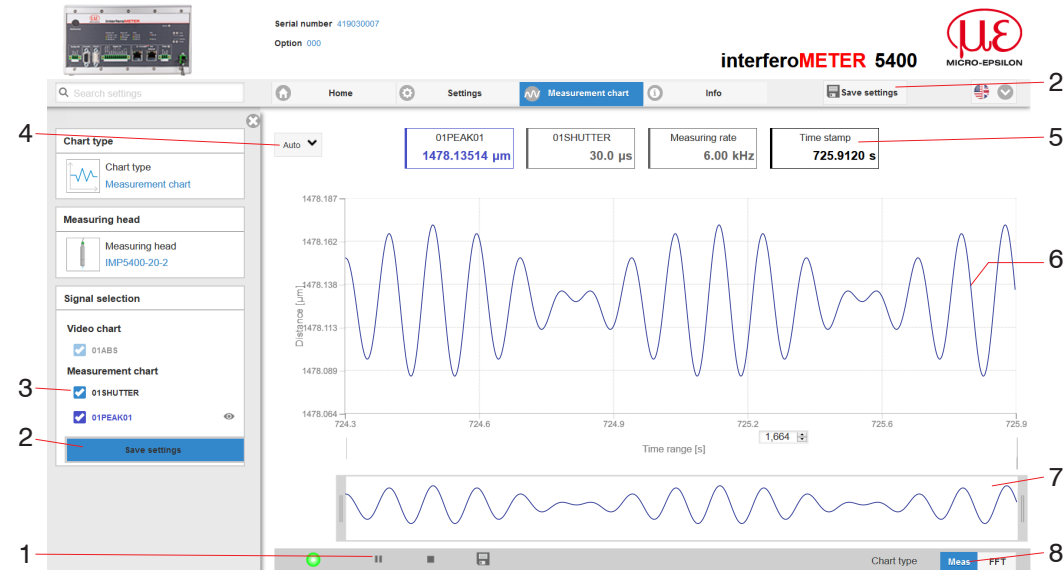 Serial number 419030007
Option 000
interferoMETER 5400
με
MICRO-EPSILON
Search settings
Home
Settings
Measurement chart
Info
Save settings
2
4
Chart type
Chart type
Measurement chart
Measuring head
Measuring head
IMP5400-20-2
Signal selection
Video chart
01ABS
Measurement chart
3
01SHUTTER
01PEAK01
2
Save settings
Auto
01PEAK01
1478.13514 µm
01SHUTTER
30.0 µs
Measuring rate
6.00 kHz
Time stamp
725.9120 s
5
Distance [µm]
1478.187
1478.162
1478.138
1478.113
1478.089
1478.064
6
724.3 724.6 724.9 725.2 725.6 725.9
1,664
Time range [s]
7
1
Chart type
Meas
FFT
8